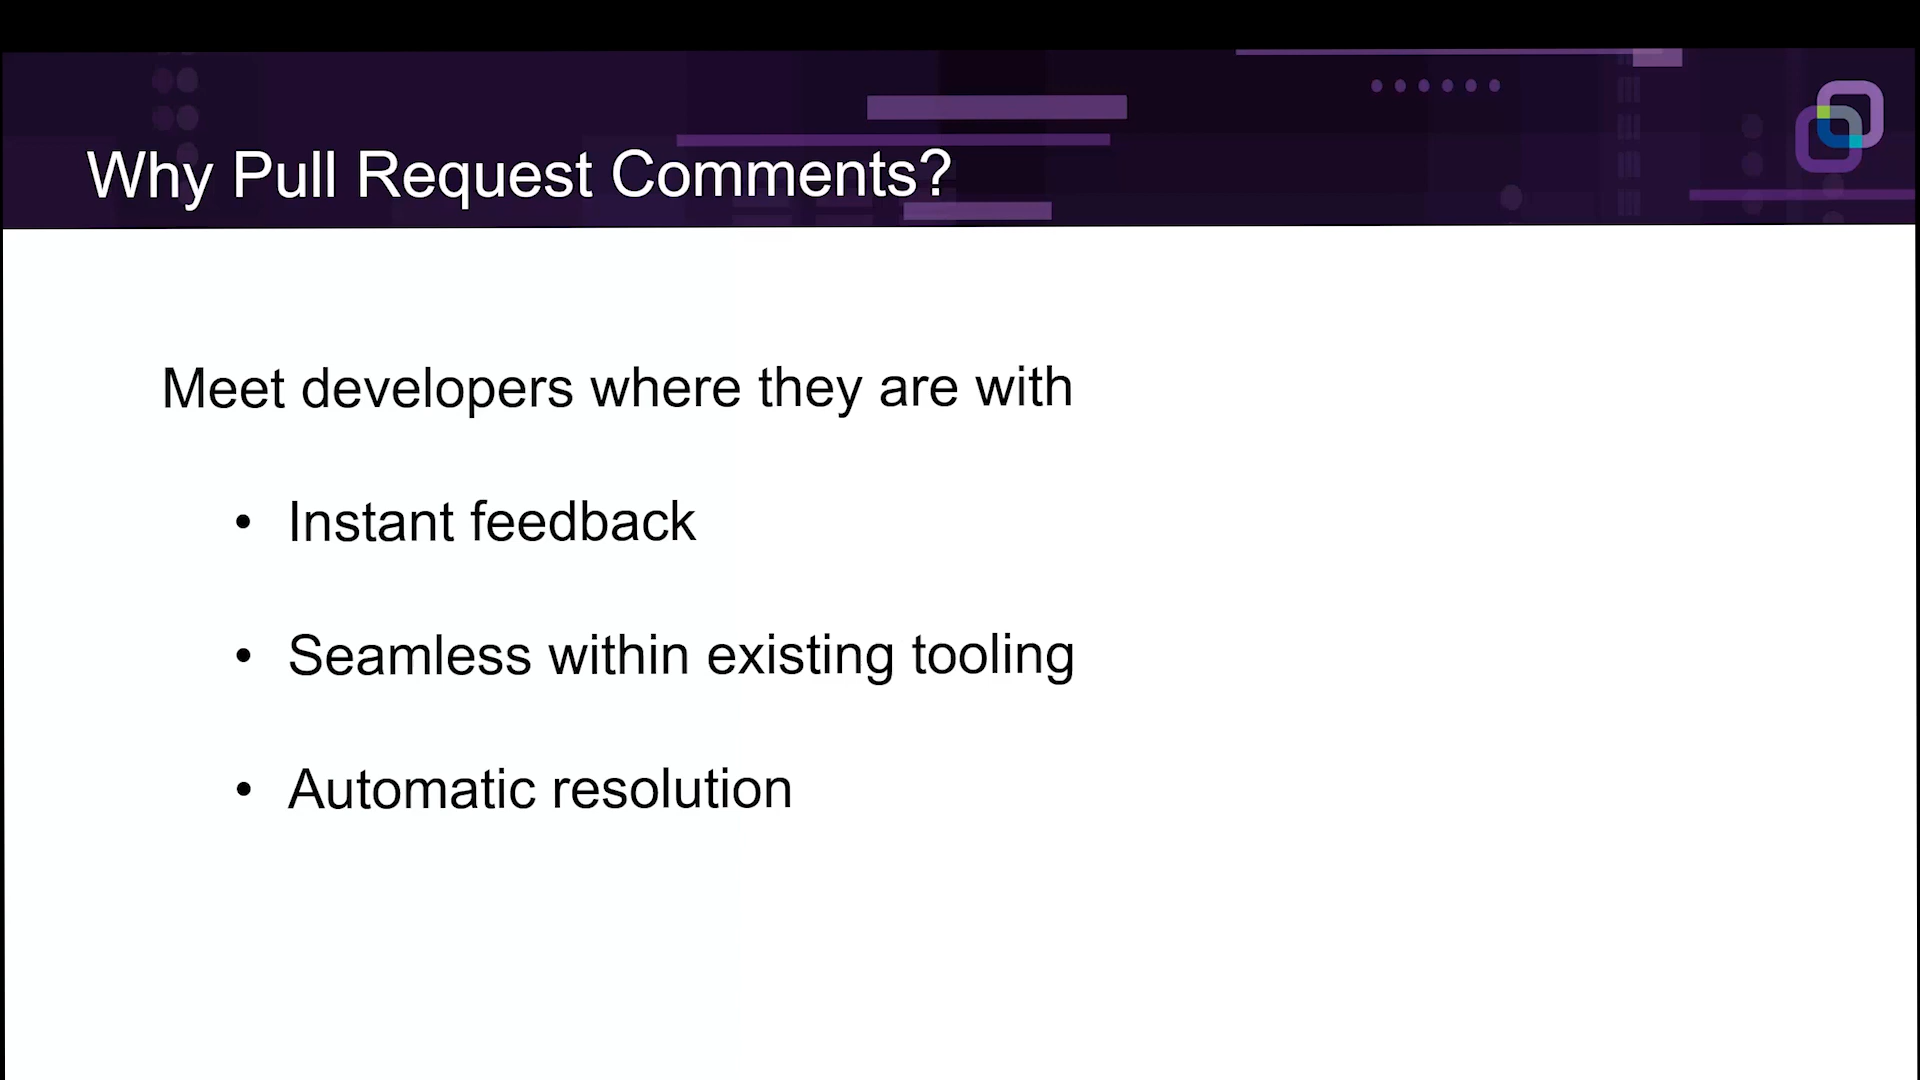 Why Pull Request Comments?
Meet developers where they are with
• Instant feedback
• Seamless within existing tooling
• Automatic resolution